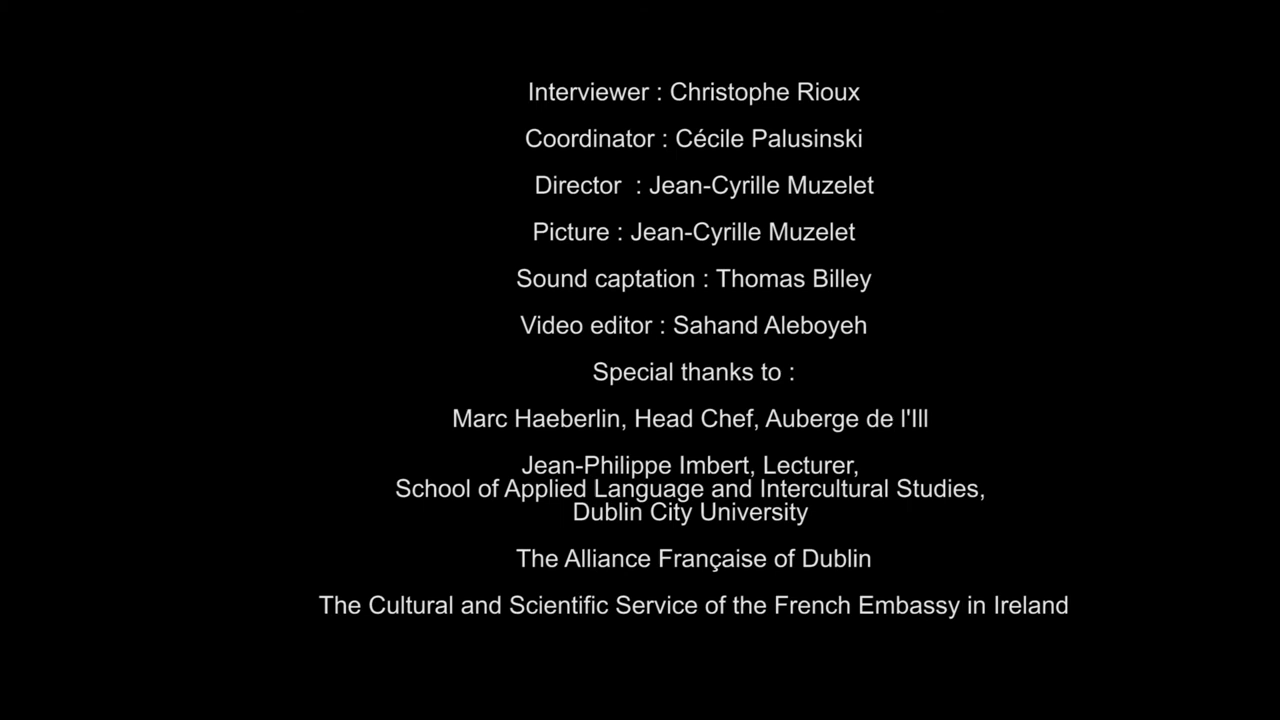 Interviewer : Christophe Rioux
Coordinator : Cécile Palusinski
Director  : Jean-Cyrille Muzelet
Picture : Jean-Cyrille Muzelet
Sound captation : Thomas Billey
Video editor : Sahand Aleboyeh
Special thanks to :
Marc Haeberlin, Head Chef, Auberge de l'Ill
Jean-Philippe Imbert, Lecturer,
School of Applied Language and Intercultural Studies,
Dublin City University
The Alliance Française of Dublin
The Cultural and Scientific Service of the French Embassy in Ireland